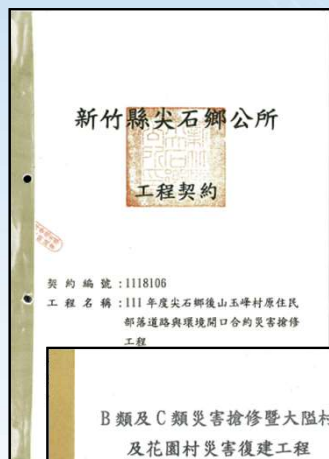 新竹縣尖石鄉公所
工程契約
契約編號：1118106
工程名稱：111 年度尖石鄉後山玉峰村原住民
部落道路與環境開口合約災害搶修
工程
B類及C類災害搶修暨大隘村
及花園村災害復建工程